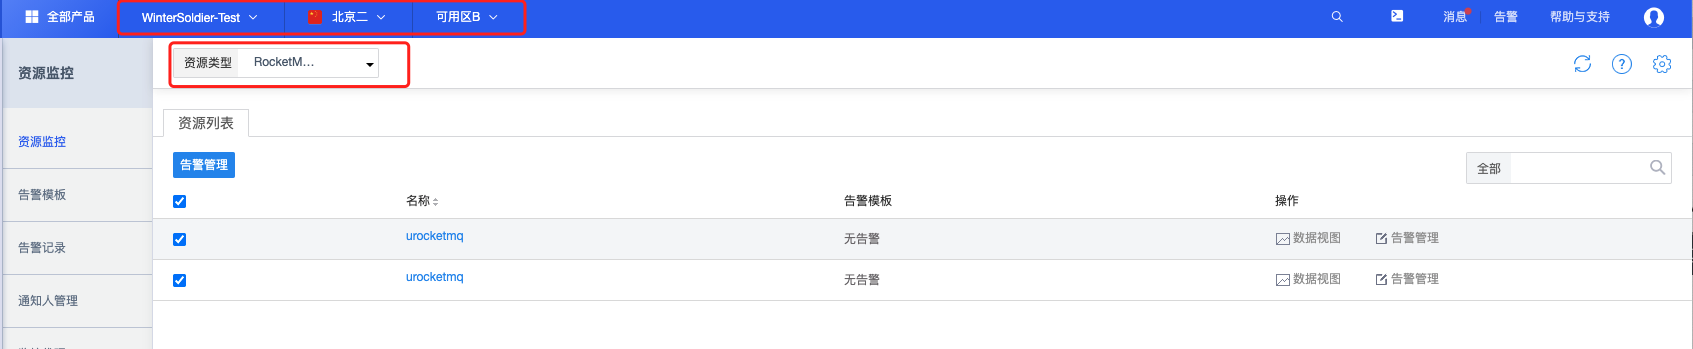 全部产品 WinterSoldier-Test 北京二 可用区B 消息 告警 帮助与支持
资源监控
资源类型 RocketM...
资源列表
资源监控
告警管理
全部
告警模板
名称 告警模板 操作
告警记录
urocketmq 无告警 数据视图 告警管理
urocketmq 无告警 数据视图 告警管理
通知人管理